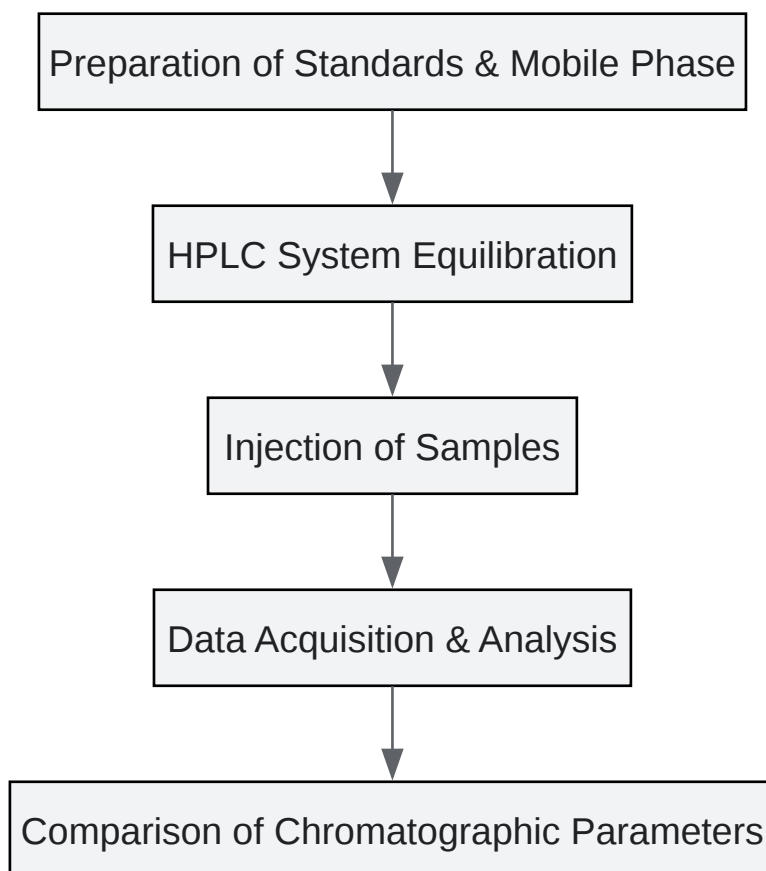 Preparation of Standards & Mobile Phase
HPLC System Equilibration
Injection of Samples
Data Acquisition & Analysis
Comparison of Chromatographic Parameters